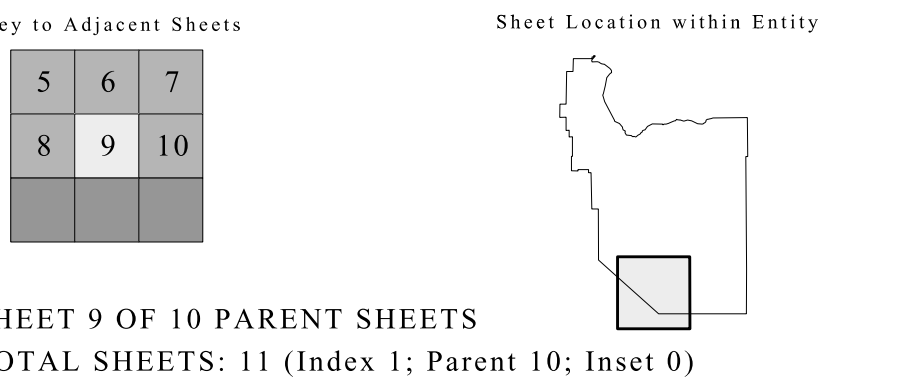 ey to Adjacent Sheets
Sheet Location within Entity
5 6 7
8 9 10
HEET 9 OF 10 PARENT SHEETS
OTAL SHEETS: 11 (Index 1; Parent 10; Inset 0)